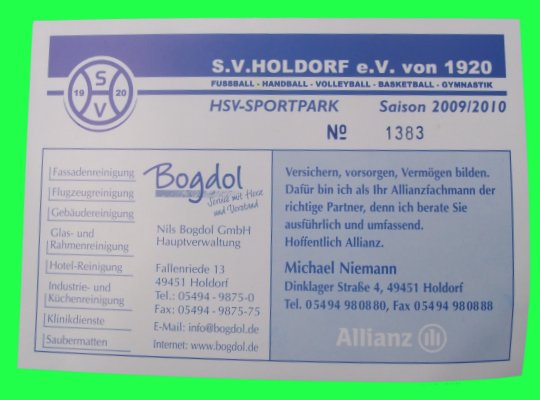 S.V.HOLDORF e.V. von 1920
FUSSBALL - HANDBALL - VOLLEYBALL - BASKETBALL - GYMNASTIK
S
19 20
V
HSV-SPORTPARK Saison 2009/2010
Nº 1383
Fassadenreinigung
Flugzeugreinigung
Gebäudereinigung
Glas- und
Rahmenreinigung
Hotel-Reinigung
Industrie- und
Küchenreinigung
Klinikdienste
Saubermatten
Bogdol
Service mit Herz
und Verstand
Nils Bogdol GmbH
Hauptverwaltung
Fallenriede 13
49451 Holdorf
Tel.: 05494 - 9875-0
Fax: 05494 - 9875-75
E-Mail: info@bogdol.de
Internet: www.bogdol.de
Versichern, vorsorgen, Vermögen bilden.
Dafür bin ich als Ihr Allianzfachmann der
richtige Partner, denn ich berate Sie
ausführlich und umfassend.
Hoffentlich Allianz.
Michael Niemann
Dinklager Straße 4, 49451 Holdorf
Tel. 05494 980880, Fax 05494 980888
Allianz